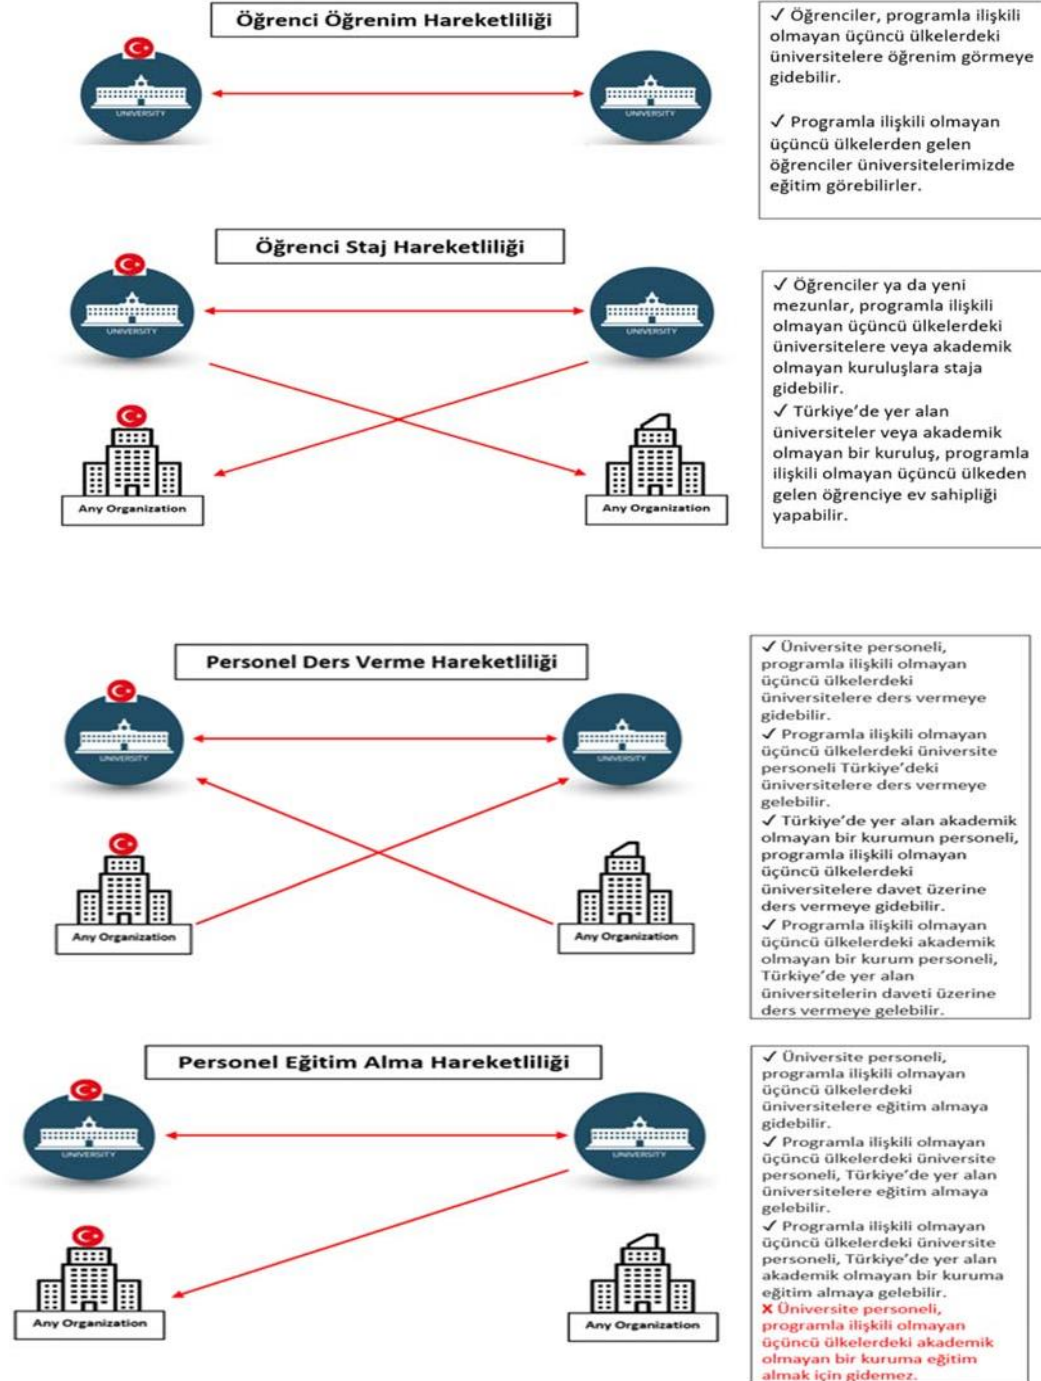 Öğrenci Öğrenim Hareketliliği
UNIVERSITY
UNIVERSITY
✓ Öğrenciler, programla ilişkili
olmayan üçüncü ülkelerdeki
üniversitelere öğrenim görmeye
gidebilir.
✓ Programla ilişkili olmayan
üçüncü ülkelerden gelen
öğrenciler üniversitelerimizde
eğitim görebilirler.
Öğrenci Staj Hareketliliği
UNIVERSITY
UNIVERSITY
Any Organization
Any Organization
✓ Öğrenciler ya da yeni
mezunlar, programla ilişkili
olmayan üçüncü ülkelerdeki
üniversitelere veya akademik
olmayan kuruluşlara staja
gidebilir.
✓ Türkiye’de yer alan
üniversiteler veya akademik
olmayan bir kuruluş, programla
ilişkili olmayan üçüncü ülkeden
gelen öğrenciye ev sahipliği
yapabilir.
Personel Ders Verme Hareketliliği
UNIVERSITY
UNIVERSITY
Any Organization
Any Organization
✓ Üniversite personeli,
programla ilişkili olmayan
üçüncü ülkelerdeki
üniversitelere ders vermeye
gidebilir.
✓ Programla ilişkili olmayan
üçüncü ülkelerdeki üniversite
personeli Türkiye’deki
üniversitelere ders vermeye
gelebilir.
✓ Türkiye’de yer alan akademik
olmayan bir kurumun personeli,
programla ilişkili olmayan
üçüncü ülkelerdeki
üniversitelere davet üzerine
ders vermeye gidebilir.
✓ Programla ilişkili olmayan
üçüncü ülkelerdeki akademik
olmayan bir kurum personeli,
Türkiye’de yer alan
üniversitelerin daveti üzerine
ders vermeye gelebilir.
Personel Eğitim Alma Hareketliliği
UNIVERSITY
UNIVERSITY
Any Organization
Any Organization
✓ Üniversite personeli,
programla ilişkili olmayan
üçüncü ülkelerdeki
üniversitelere eğitim almaya
gidebilir.
✓ Programla ilişkili olmayan
üçüncü ülkelerdeki üniversite
personeli, Türkiye’de yer alan
üniversitelere eğitim almaya
gelebilir.
✓ Programla ilişkili olmayan
üçüncü ülkelerdeki üniversite
personeli, Türkiye’de yer alan
akademik olmayan bir kuruma
eğitim almaya gelebilir.
X Üniversite personeli,
programla ilişkili olmayan
üçüncü ülkelerdeki akademik
olmayan bir kuruma eğitim
almak için gidemez.